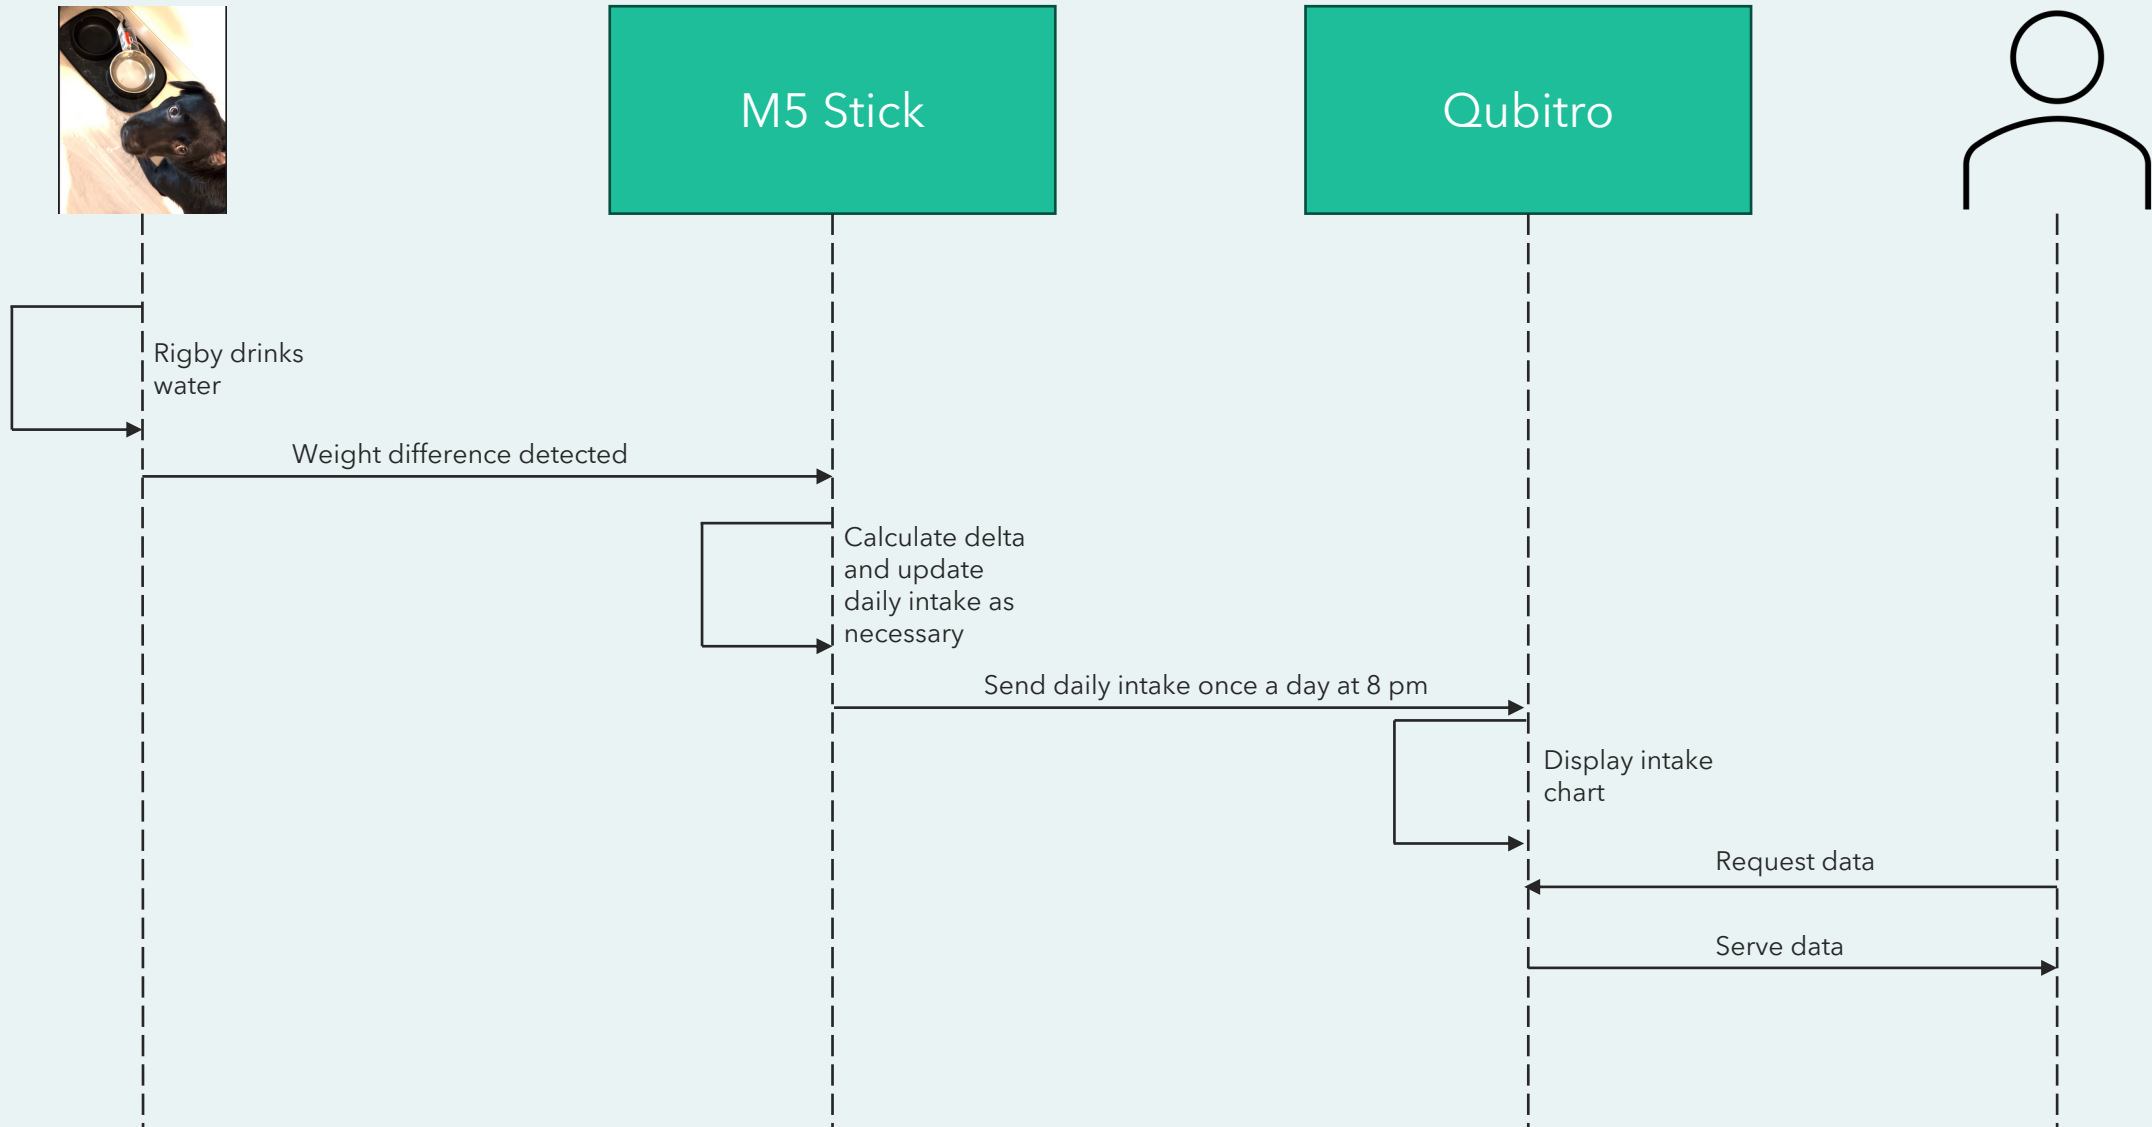 M5 Stick
Qubitro
Rigby drinks
water
Weight difference detected
Calculate delta
and update
daily intake as
necessary
Send daily intake once a day at 8 pm
Display intake
chart
Request data
Serve data